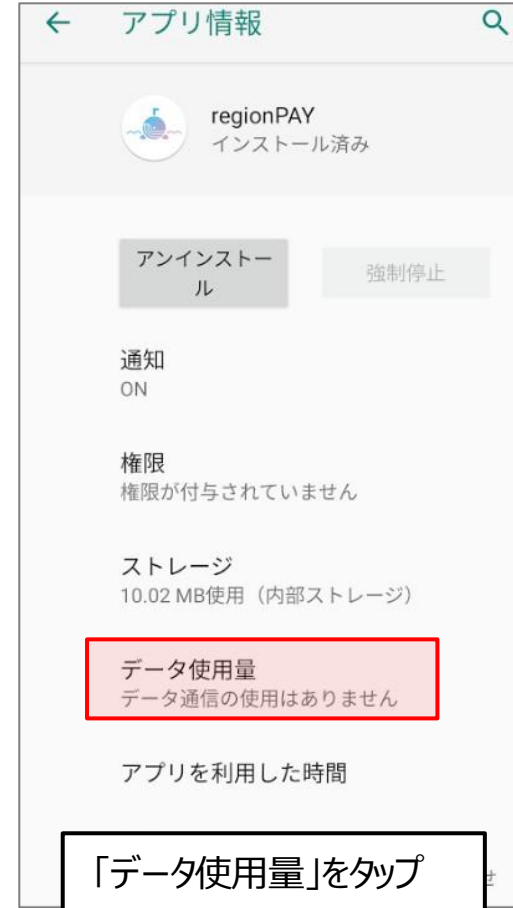 アプリ情報
regionPAY
インストール済み
アンインストー
ル
強制停止
通知
ON
権限
権限が付与されていません
ストレージ
10.02 MB使用（内部ストレージ）
データ使用量
データ通信の使用はありません
アプリを利用した時間
「データ使用量」をタップ
せ